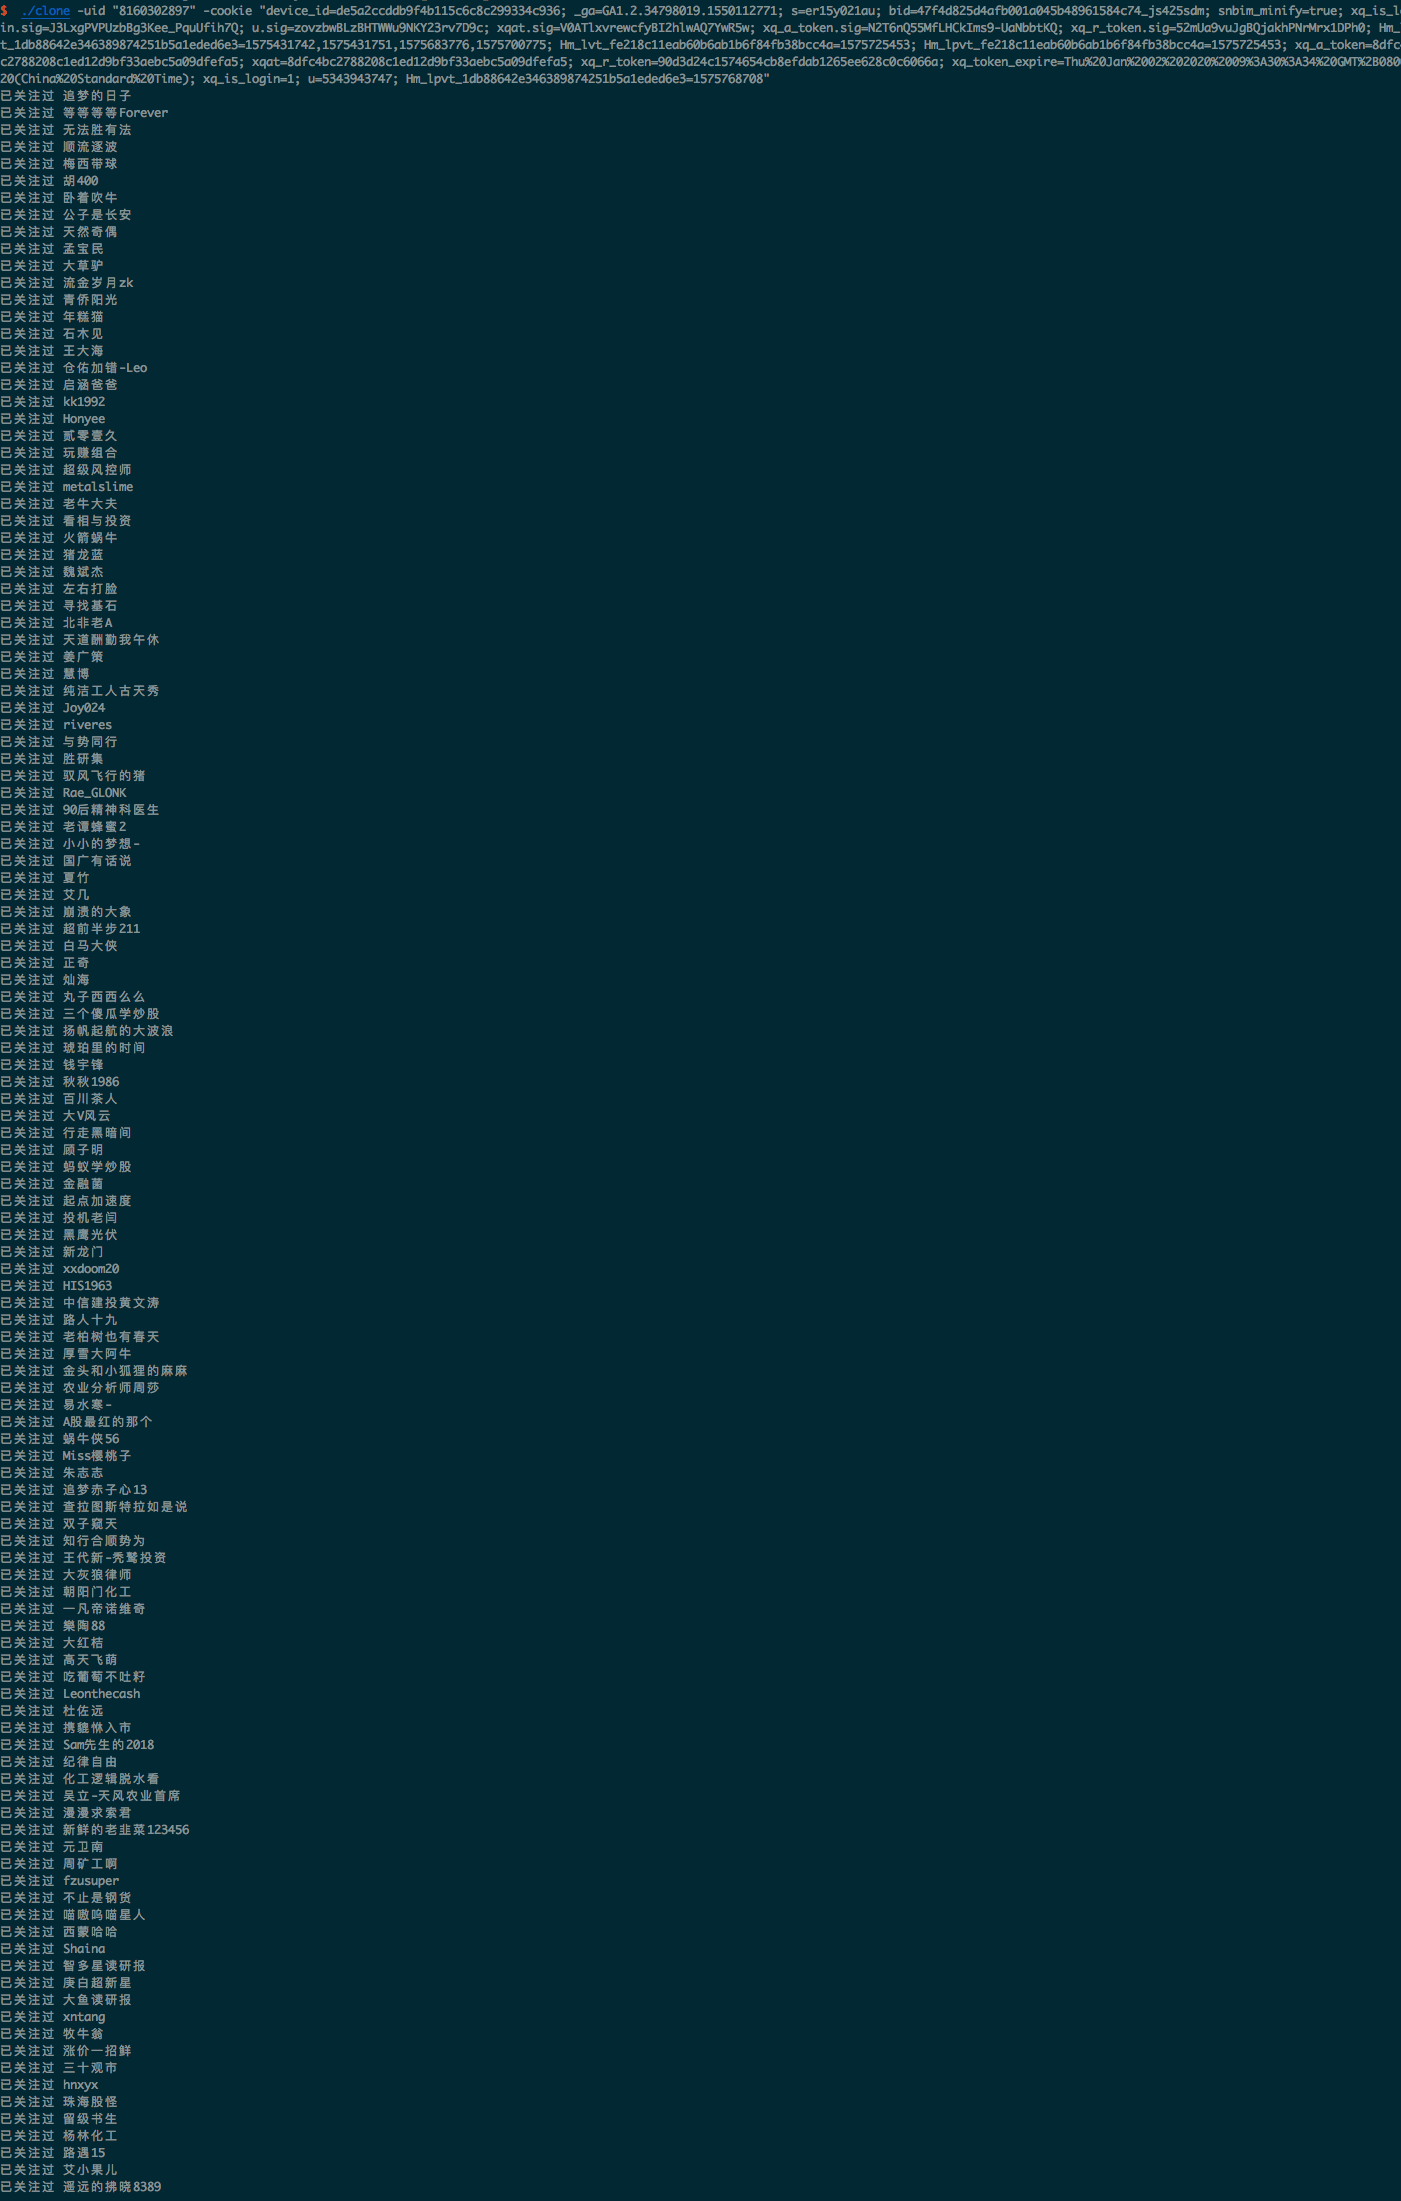 $  ./clone -uid "8160302897" -cookie "device_id=de5a2ccddb9f4b115c6c8c299334c936; _ga=GA1.2.34798019.1550112771; s=er15y021au; bid=47f4d825d4afb001a045b48961584c74_js425sdm; snbim_minify=true; xq_is_lo
in.sig=J3LxgPVPUzbBg3Kee_PquUfih7Q; u.sig=zovzbwBLzBHTWWu9NKY23rv7D9c; xqat.sig=V0ATlxvrewcfyBI2hlwAQ7YwR5w; xq_a_token.sig=N2T6nQ55MfLHCkIms9-UaNbbtKQ; xq_r_token.sig=5ZmUa9vuJgBQjakhPNrMrx1DPh0; Hm_l
t_1db88642e346389874251b5a1eded6e3=1575431742,1575431751,1575683776,1575700775; Hm_lvt_fe218c11eab60b6ab1b6f84fb38bcc4a=1575725453; Hm_lpvt_fe218c11eab60b6ab1b6f84fb38bcc4a=1575725453; xq_a_token=8dfc4
c2788208c1ed12d9bf33aebc5a09dfefa5; xqat=8dfc4bc2788208c1ed12d9bf33aebc5a09dfefa5; xq_r_token=90d3d24c1574654cb8efdab1265ee628c0c6066a; xq_token_expire=Thu%20Jan%2002%202020%2009%3A30%3A34%20GMT%2B080
20(China%20Standard%20Time); xq_is_login=1; u=5343943747; Hm_lpvt_1db88642e346389874251b5a1eded6e3=1575768708"
已关注过 追梦的日子
已关注过 等等等等Forever
已关注过 无法胜有法
已关注过 顺流逐波
已关注过 梅西带球
已关注过 胡400
已关注过 卧着吹牛
已关注过 公子是长安
已关注过 天然奇偶
已关注过 孟宝民
已关注过 大草驴
已关注过 流金岁月zk
已关注过 青侨阳光
已关注过 年糕猫
已关注过 石木见
已关注过 王大海
已关注过 仓佑加错-Leo
已关注过 启涵爸爸
已关注过 kk1992
已关注过 Honyee
已关注过 贰零壹久
已关注过 玩赚组合
已关注过 超级风控师
已关注过 metalslime
已关注过 老牛大夫
已关注过 看相与投资
已关注过 火箭蜗牛
已关注过 猪龙蓝
已关注过 魏斌杰
已关注过 左右打脸
已关注过 寻找基石
已关注过 北非老A
已关注过 天道酬勤我午休
已关注过 姜广策
已关注过 慧博
已关注过 纯洁工人古天秀
已关注过 Joy024
已关注过 riveres
已关注过 与势同行
已关注过 胜研集
已关注过 驭风飞行的猪
已关注过 Rae_GLONK
已关注过 90后精神科医生
已关注过 老谭蜂蜜2
已关注过 小小的梦想-
已关注过 国广有话说
已关注过 夏竹
已关注过 艾几
已关注过 崩溃的大象
已关注过 超前半步211
已关注过 白马大侠
已关注过 正奇
已关注过 灿海
已关注过 丸子西西么么
已关注过 三个傻瓜学炒股
已关注过 扬帆起航的大波浪
已关注过 琥珀里的时间
已关注过 钱宇锋
已关注过 秋秋1986
已关注过 百川茶人
已关注过 大V风云
已关注过 行走黑暗间
已关注过 顾子明
已关注过 蚂蚁学炒股
已关注过 金融菌
已关注过 起点加速度
已关注过 投机老闫
已关注过 黑鹰光伏
已关注过 新龙门
已关注过 xxdoom20
已关注过 HIS1963
已关注过 中信建投黄文涛
已关注过 路人十九
已关注过 老柏树也有春天
已关注过 厚雪大阿牛
已关注过 金头和小狐狸的麻麻
已关注过 农业分析师周莎
已关注过 易水寒-
已关注过 A股最红的那个
已关注过 蜗牛侠56
已关注过 Miss樱桃子
已关注过 朱志志
已关注过 追梦赤子心13
已关注过 查拉图斯特拉如是说
已关注过 双子窥天
已关注过 知行合顺势为
已关注过 王代新-秃鹫投资
已关注过 大灰狼律师
已关注过 朝阳门化工
已关注过 一凡帝诺维奇
已关注过 樂陶88
已关注过 大红桔
已关注过 高天飞萌
已关注过 吃葡萄不吐籽
已关注过 Leonthecash
已关注过 杜佐远
已关注过 携貔恘入市
已关注过 Sam先生的2018
已关注过 纪律自由
已关注过 化工逻辑脱水看
已关注过 吴立-天风农业首席
已关注过 漫漫求索君
已关注过 新鲜的老韭菜123456
已关注过 元卫南
已关注过 周矿工啊
已关注过 fzusuper
已关注过 不止是钢货
已关注过 喵嗷呜喵星人
已关注过 西蒙哈哈
已关注过 Shaina
已关注过 智多星读研报
已关注过 庚白超新星
已关注过 大鱼读研报
已关注过 xntang
已关注过 牧牛翁
已关注过 涨价一招鲜
已关注过 三十观市
已关注过 hnxyx
已关注过 珠海股怪
已关注过 留级书生
已关注过 杨林化工
已关注过 路遇15
已关注过 艾小果儿
已关注过 遥远的拂晓8389